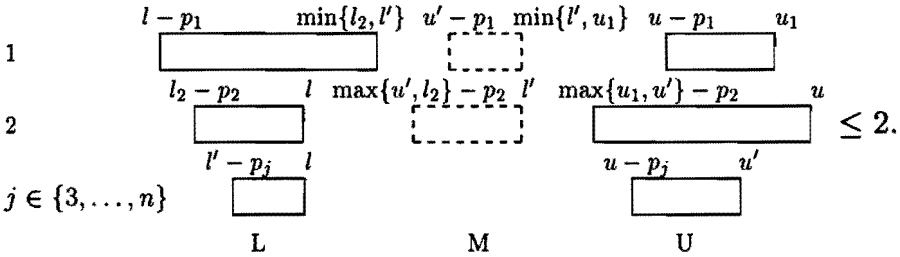 l − p₁ min{l₂, l′} u′ − p₁ min{l′, u₁} u − p₁ u₁
1
l₂ − p₂ l max{u′, l₂} − p₂ l′ max{u₁, u′} − p₂ u
2 ≤ 2.
l′ − pⱼ l u − pⱼ u′
j ∈ {3, . . . , n}
L M U